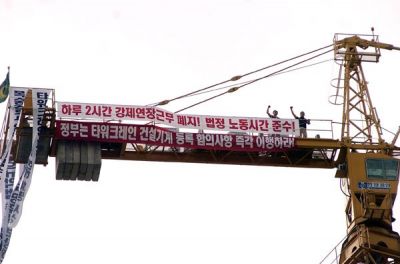 하루 2시간 강제연장근무 폐지! 법정 노동시간 준수!
정부는 타워크레인 건설기계 등록 합의사항 즉각 이행하라!